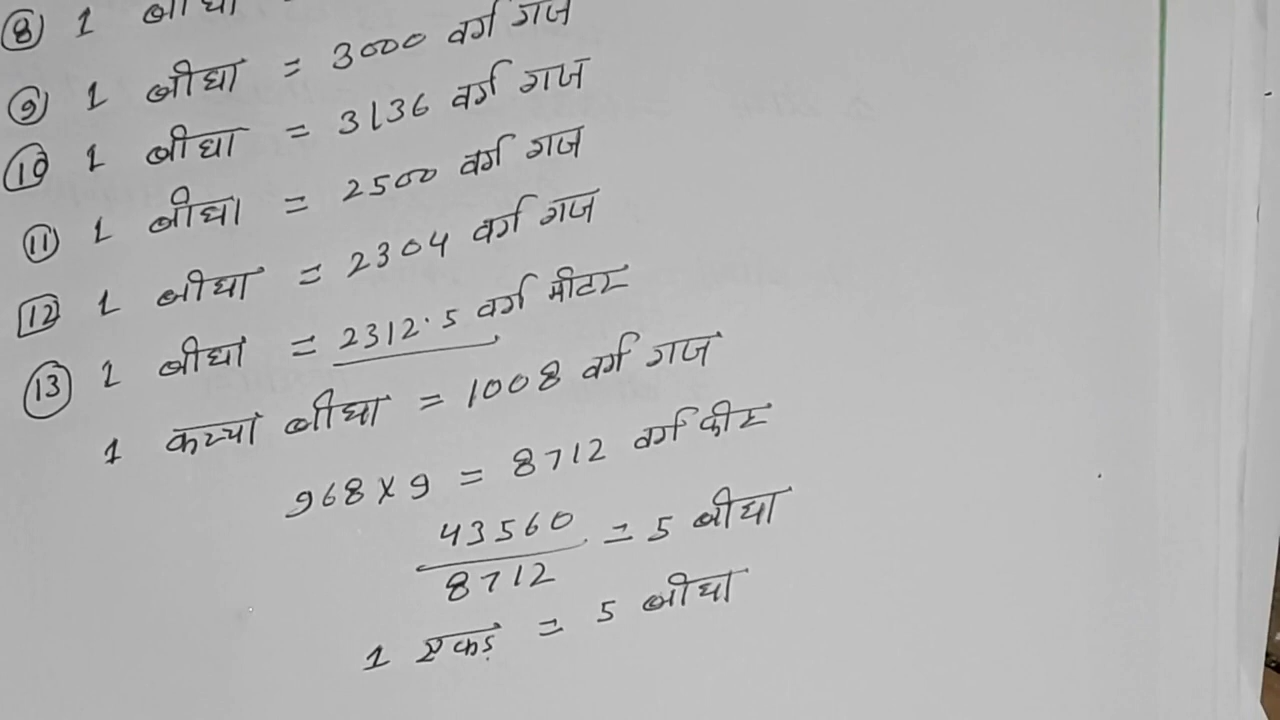 ⑧ 1 बीघा
⑨ 1 बीघा = 3000 वर्ग गज
⑩ 1 बीघा = 3136 वर्ग गज
⑪ 1 बीघा = 2500 वर्ग गज
12 1 बीघा = 2304 वर्ग गज
⑬ 1 बीघा = 2312.5 वर्ग मीटर
1 कच्चा बीघा = 1008 वर्ग गज
968 x 9 = 8712 वर्ग फीट
43560
8712 = 5 बीघा
1 एकड़ = 5 बीघा